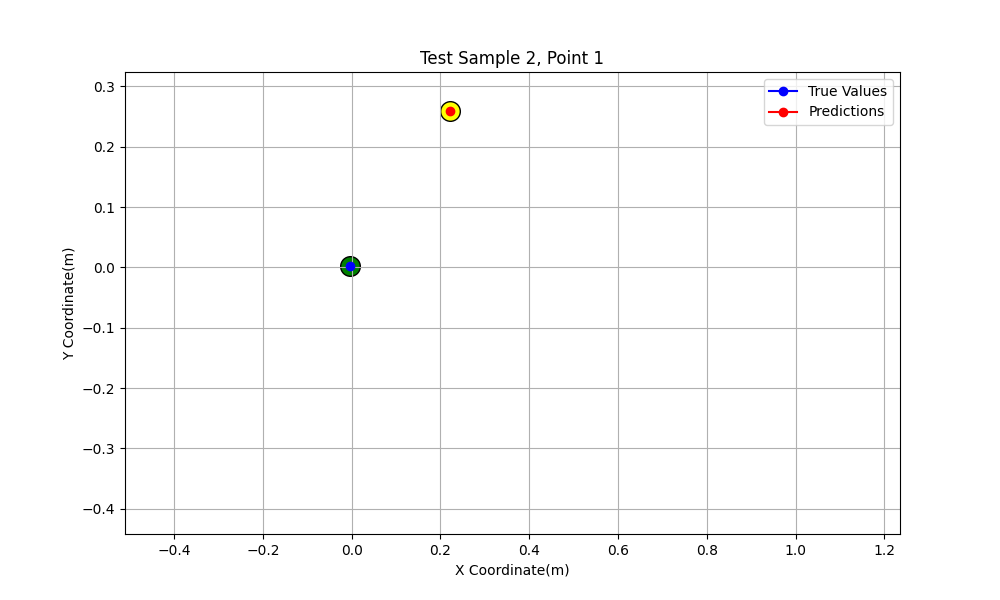 Test Sample 2, Point 1
True Values
Predictions
0.3
0.2
0.1
0.0
−0.1
−0.2
−0.3
−0.4
Y Coordinate(m)
−0.4 −0.2 0.0 0.2 0.4 0.6 0.8 1.0 1.2
X Coordinate(m)